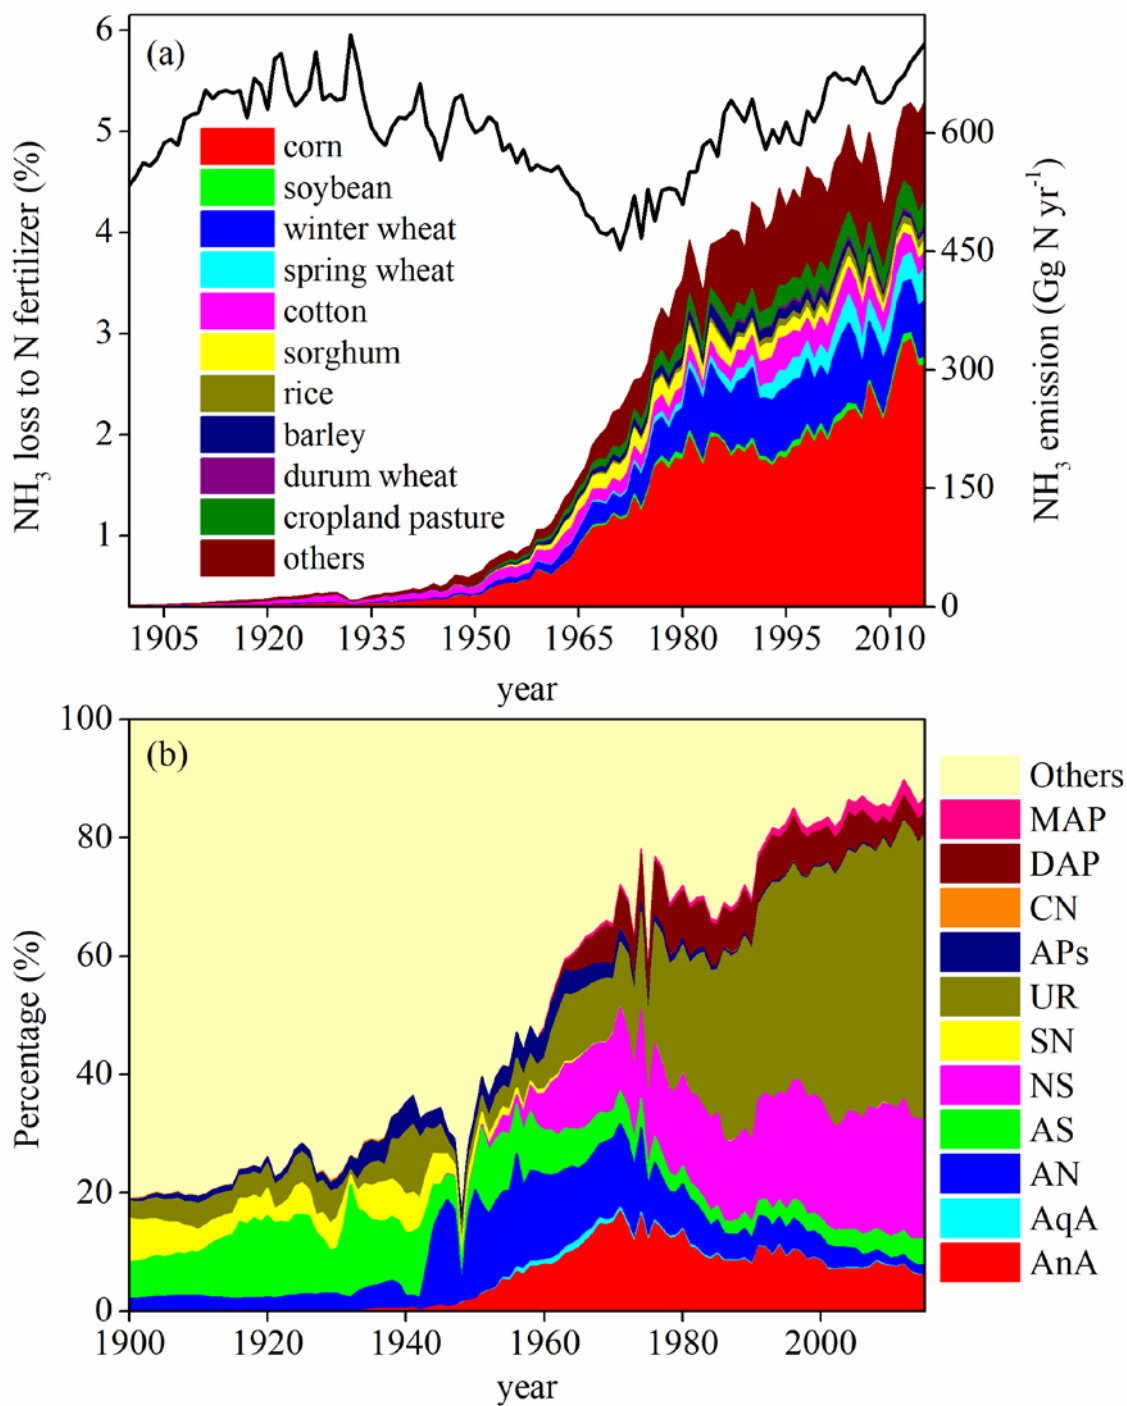 (a)
6
5
4
3
2
1
NH3 loss to N fertilizer (%)
corn
soybean
winter wheat
spring wheat
cotton
sorghum
rice
barley
durum wheat
cropland pasture
others
600
450
300
150
0
NH3 emission (Gg N yr-1)
1905 1920 1935 1950 1965 1980 1995 2010
year
(b)
100
80
60
40
20
0
Percentage (%)
Others
MAP
DAP
CN
APs
UR
SN
NS
AS
AN
AqA
AnA
1900 1920 1940 1960 1980 2000
year